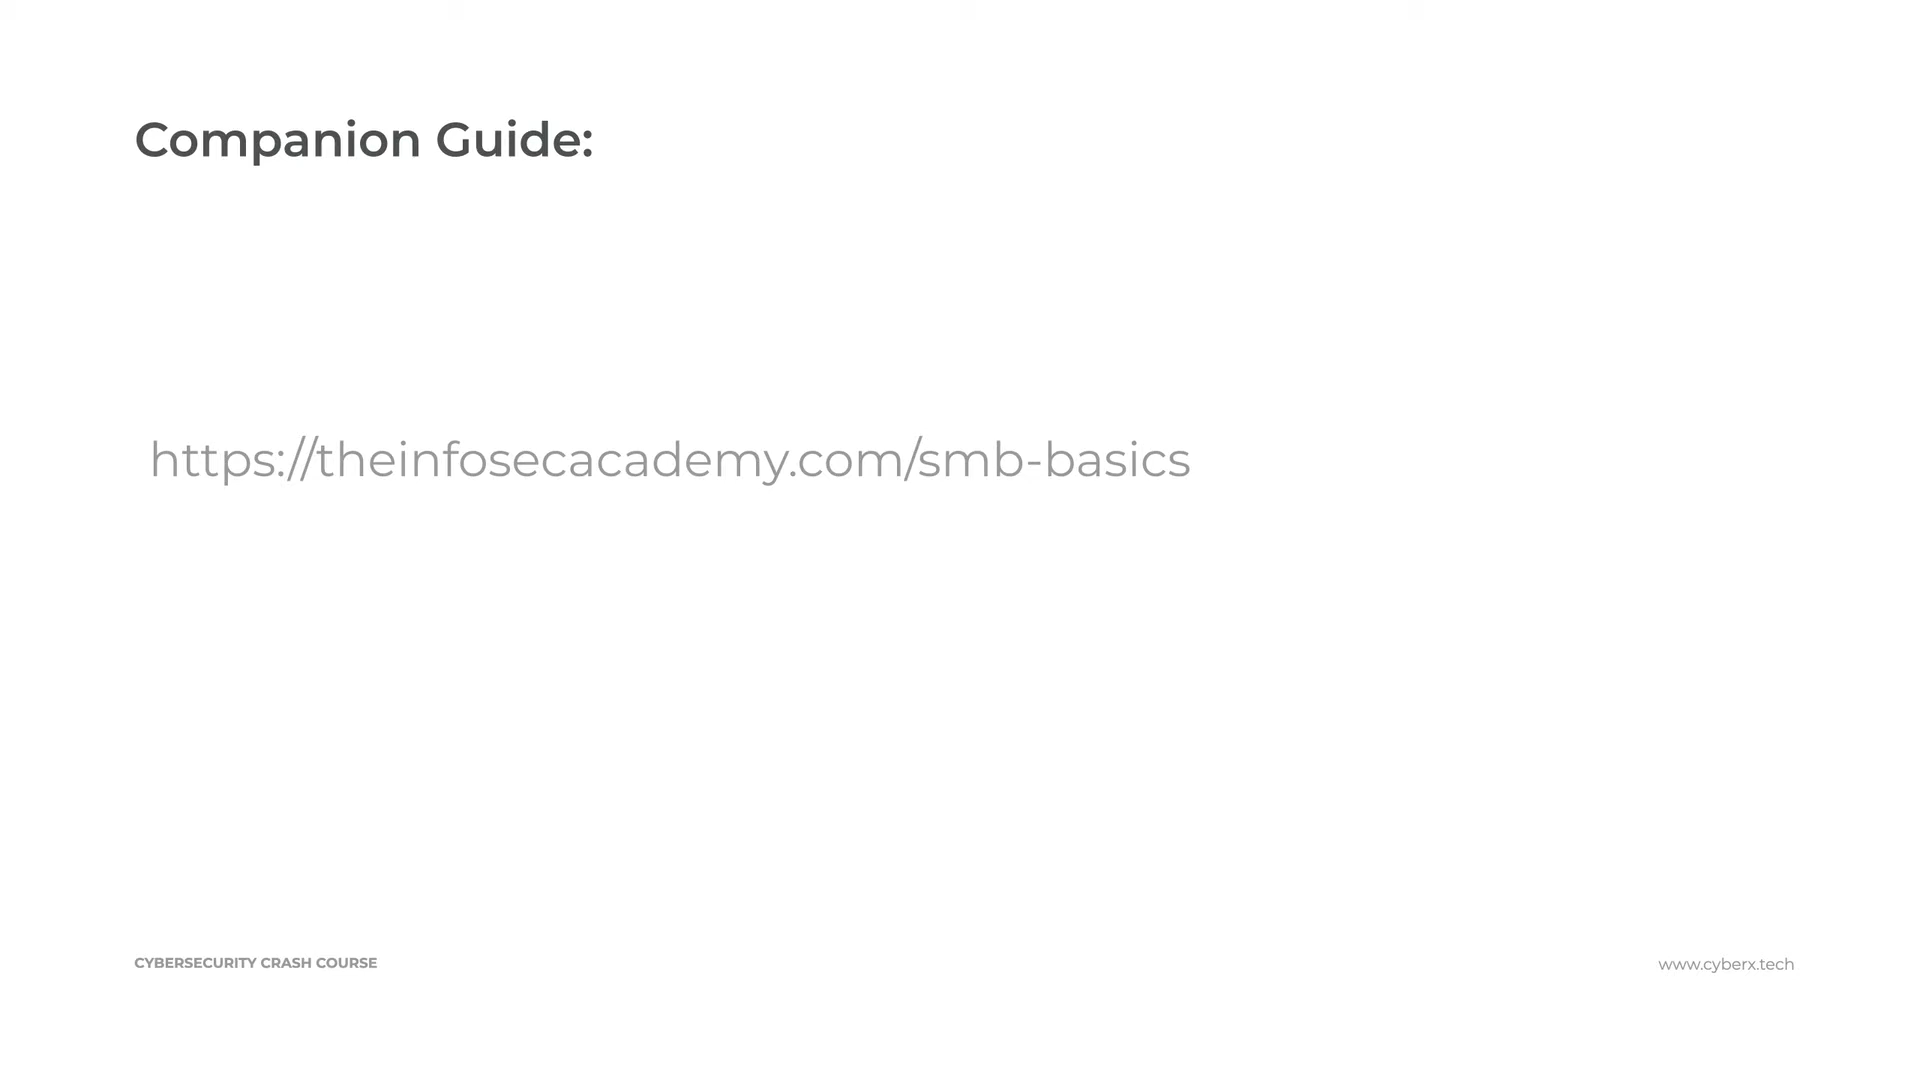 Companion Guide:
https://theinfosecacademy.com/smb-basics
CYBERSECURITY CRASH COURSE
www.cyberx.tech